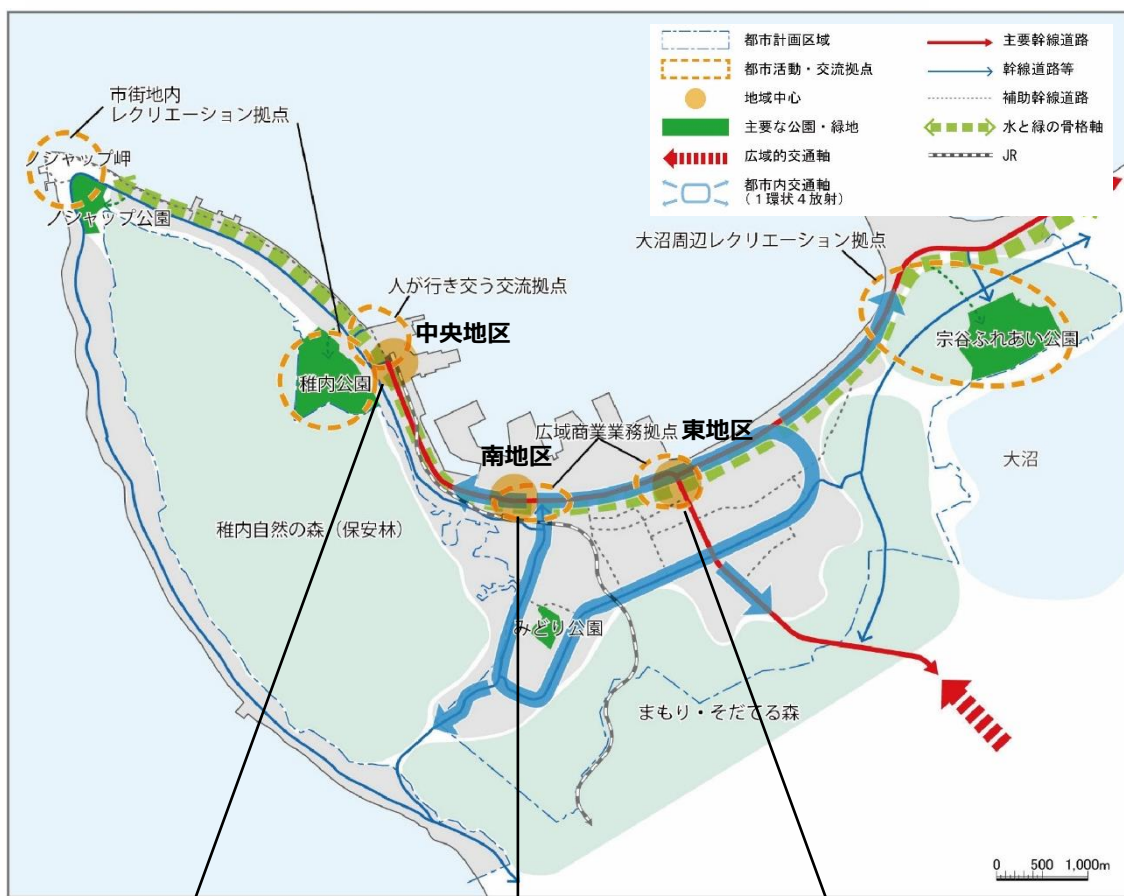 都市計画区域
都市活動・交流拠点
地域中心
主要な公園・緑地
広域的交通軸
都市内交通軸
(1環状4放射)
主要幹線道路
幹線道路等
補助幹線道路
水と緑の骨格軸
JR
市街地内
レクリエーション拠点
ノシャップ岬
ノシャップ公園
大沼周辺レクリエーション拠点
人が行き交う交流拠点
中央地区
宗谷ふれあい公園
稚内公園
広域商業業務拠点
東地区
南地区
大沼
稚内自然の森(保安林)
みどり公園
まもり・そだてる森
0 500 1,000m